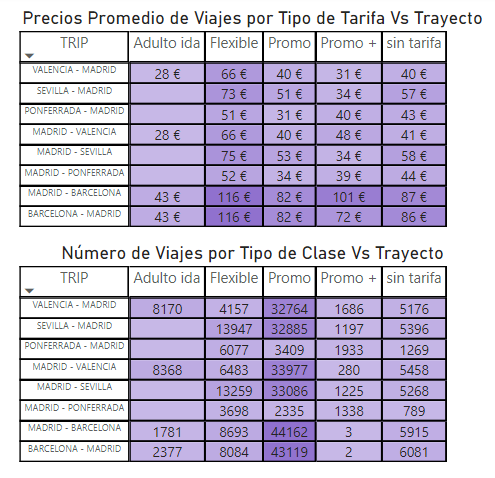 Precios Promedio de Viajes por Tipo de Tarifa Vs Trayecto
TRIP Adulto ida Flexible Promo Promo + sin tarifa
VALENCIA - MADRID 28 € 66 € 40 € 31 € 40 €
SEVILLA - MADRID 73 € 51 € 34 € 57 €
PONFERRADA - MADRID 51 € 31 € 40 € 43 €
MADRID - VALENCIA 28 € 66 € 40 € 48 € 41 €
MADRID - SEVILLA 75 € 53 € 34 € 58 €
MADRID - PONFERRADA 52 € 34 € 39 € 44 €
MADRID - BARCELONA 43 € 116 € 82 € 101 € 87 €
BARCELONA - MADRID 43 € 116 € 82 € 72 € 86 €
Número de Viajes por Tipo de Clase Vs Trayecto
TRIP Adulto ida Flexible Promo Promo + sin tarifa
VALENCIA - MADRID 8170 4157 32764 1686 5176
SEVILLA - MADRID 13947 32885 1197 5396
PONFERRADA - MADRID 6077 3409 1933 1269
MADRID - VALENCIA 8368 6483 33977 280 5458
MADRID - SEVILLA 13259 33086 1225 5268
MADRID - PONFERRADA 3698 2335 1338 789
MADRID - BARCELONA 1781 8693 44162 3 5915
BARCELONA - MADRID 2377 8084 43119 2 6081